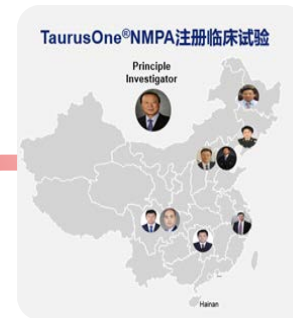 TaurusOne®NMPA注册临床试验
Principle
Investigator
Hainan